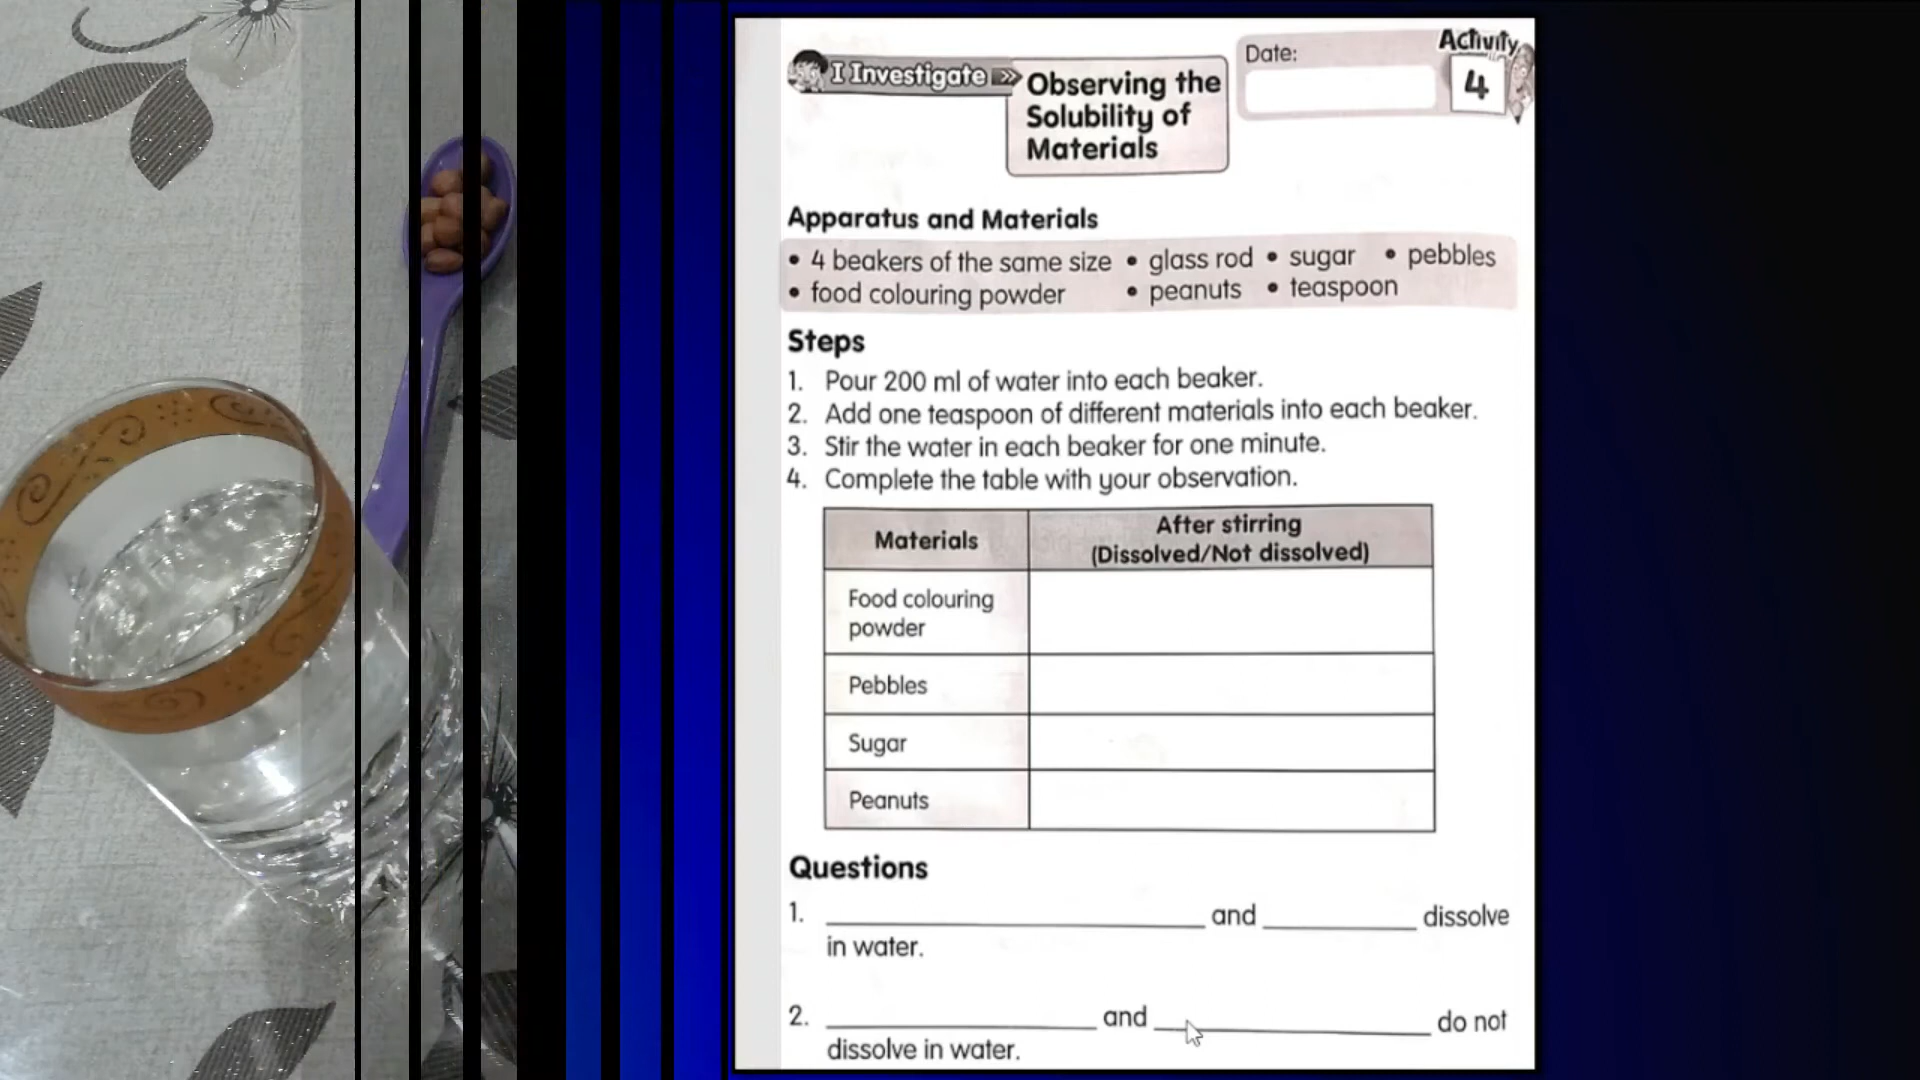 I Investigate
Observing the
Solubility of
Materials
Date:
Activity
4
Apparatus and Materials
• 4 beakers of the same size • glass rod • sugar • pebbles
• food colouring powder • peanuts • teaspoon
Steps
1. Pour 200 ml of water into each beaker.
2. Add one teaspoon of different materials into each beaker.
3. Stir the water in each beaker for one minute.
4. Complete the table with your observation.
Materials
After stirring
(Dissolved/Not dissolved)
Food colouring
powder
Pebbles
Sugar
Peanuts
Questions
1. ____________________ and __________ dissolve
in water.
2. ________________ and ________________ do not
dissolve in water.